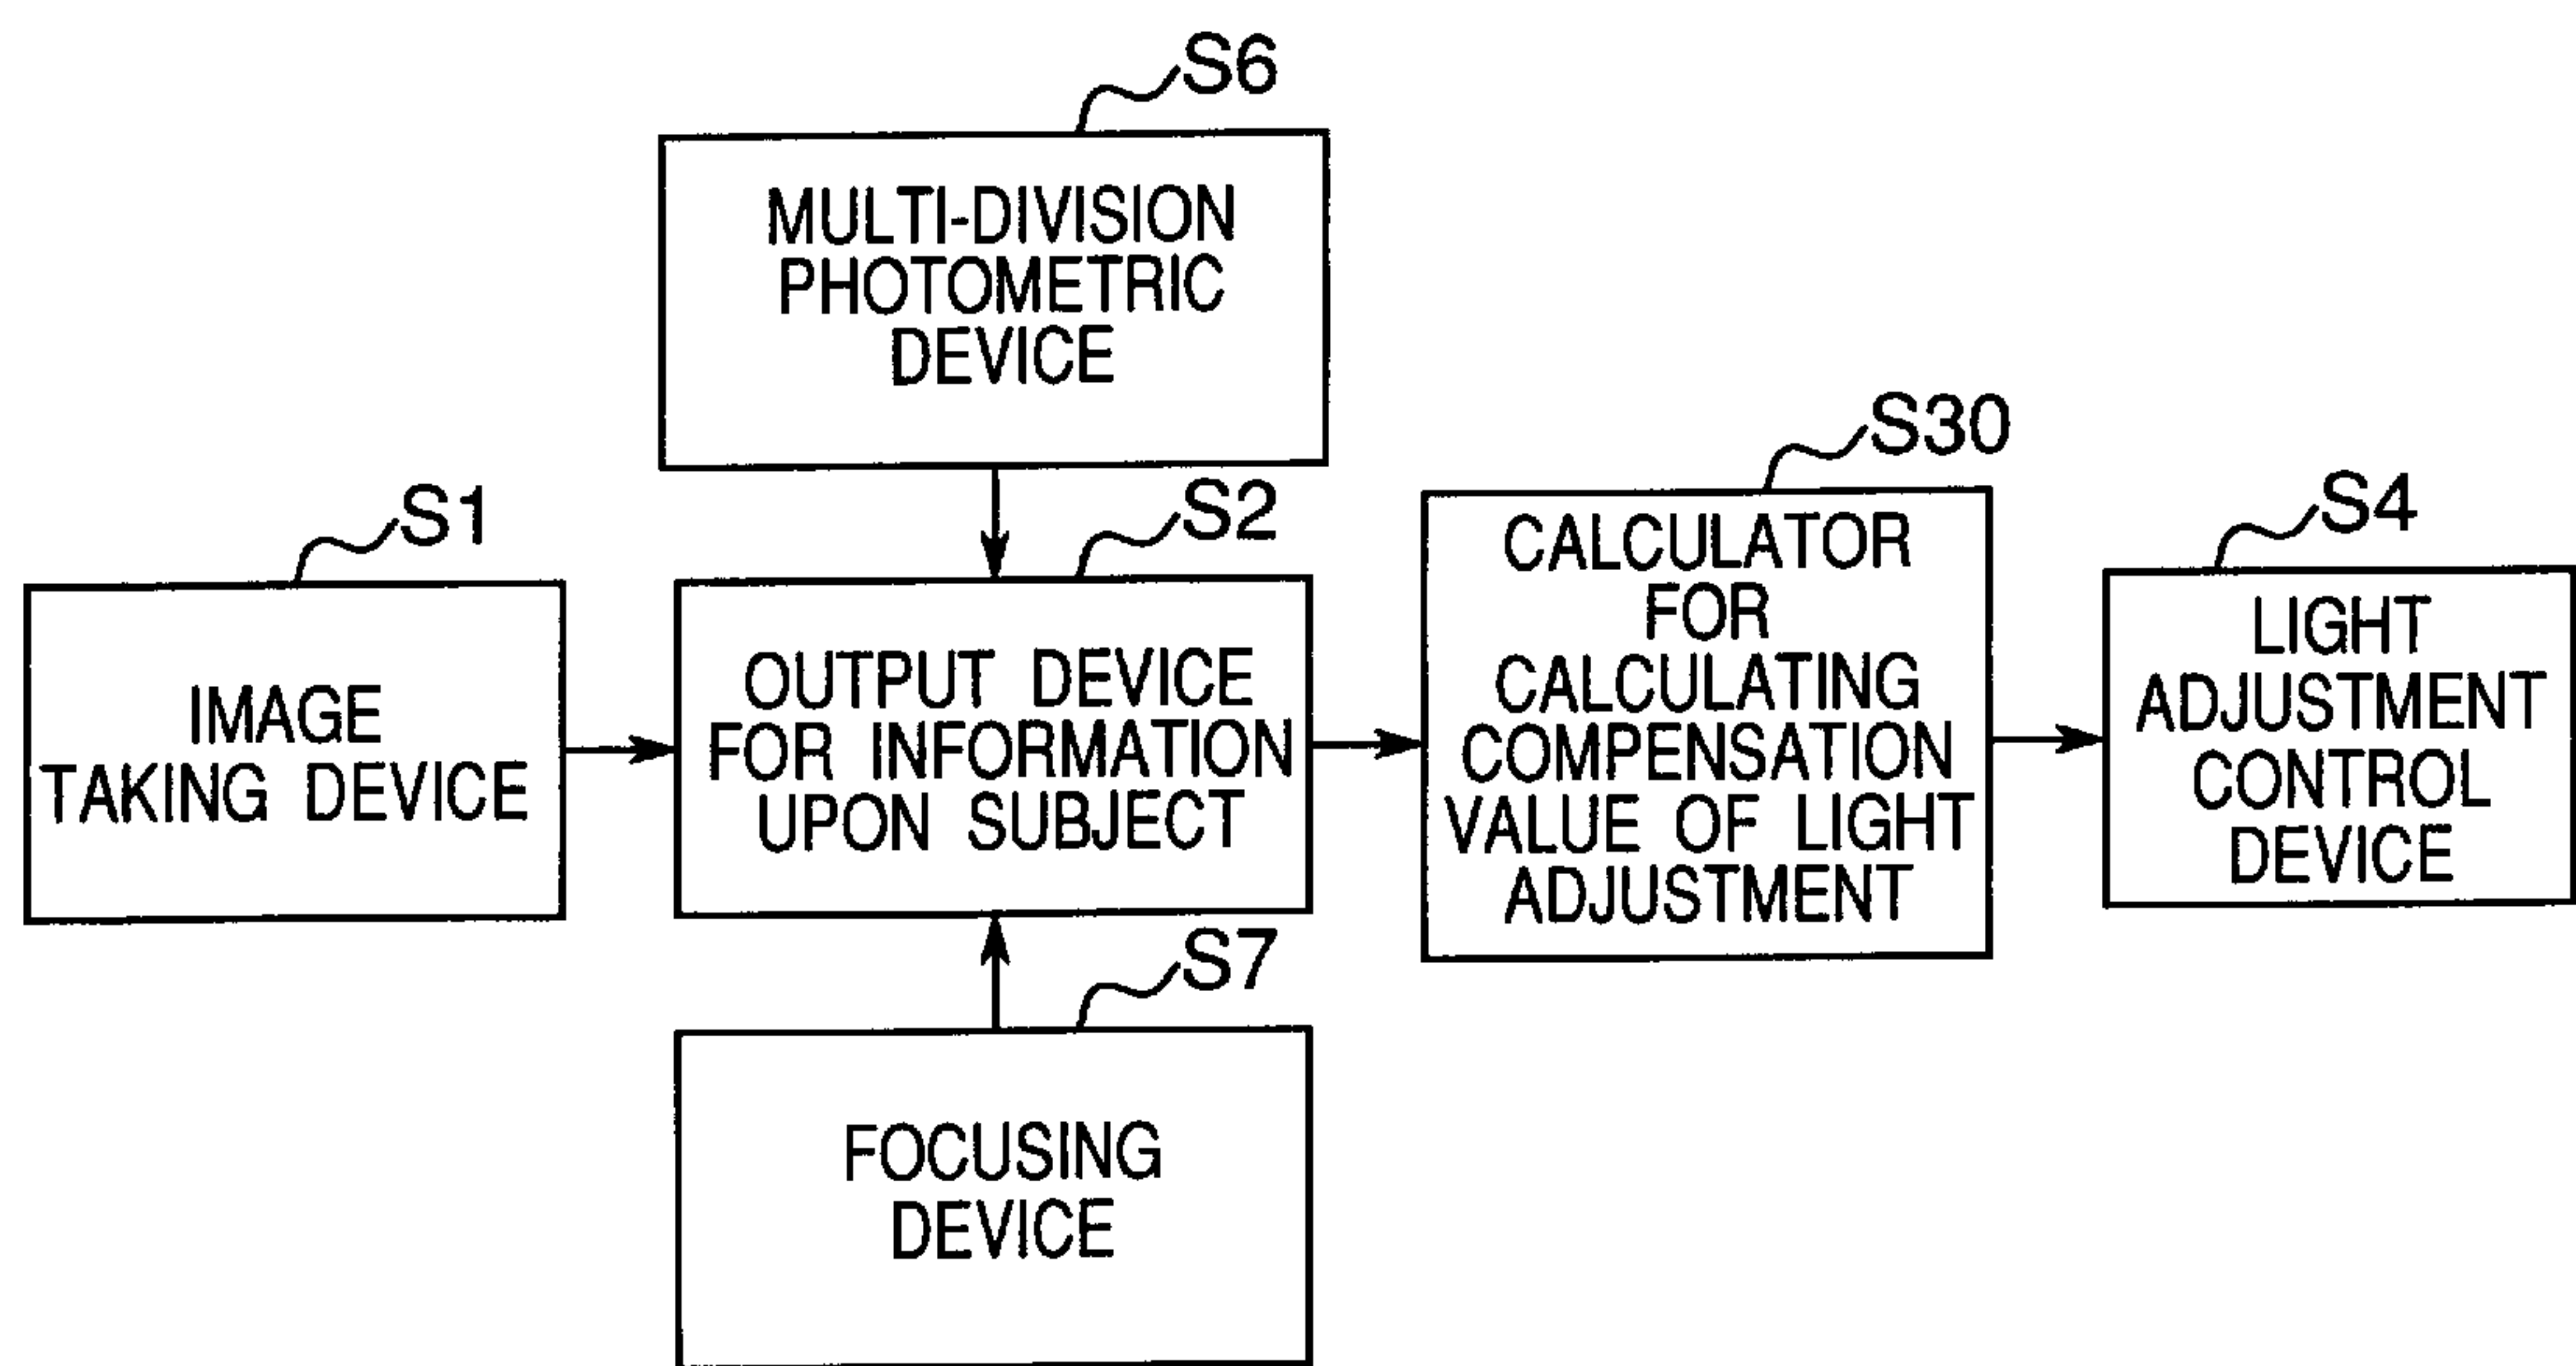 S6
MULTI-DIVISION
PHOTOMETRIC
DEVICE
S1
IMAGE
TAKING DEVICE
S2
OUTPUT DEVICE
FOR INFORMATION
UPON SUBJECT
S30
CALCULATOR
FOR
CALCULATING
COMPENSATION
VALUE OF LIGHT
ADJUSTMENT
S4
LIGHT
ADJUSTMENT
CONTROL
DEVICE
S7
FOCUSING
DEVICE